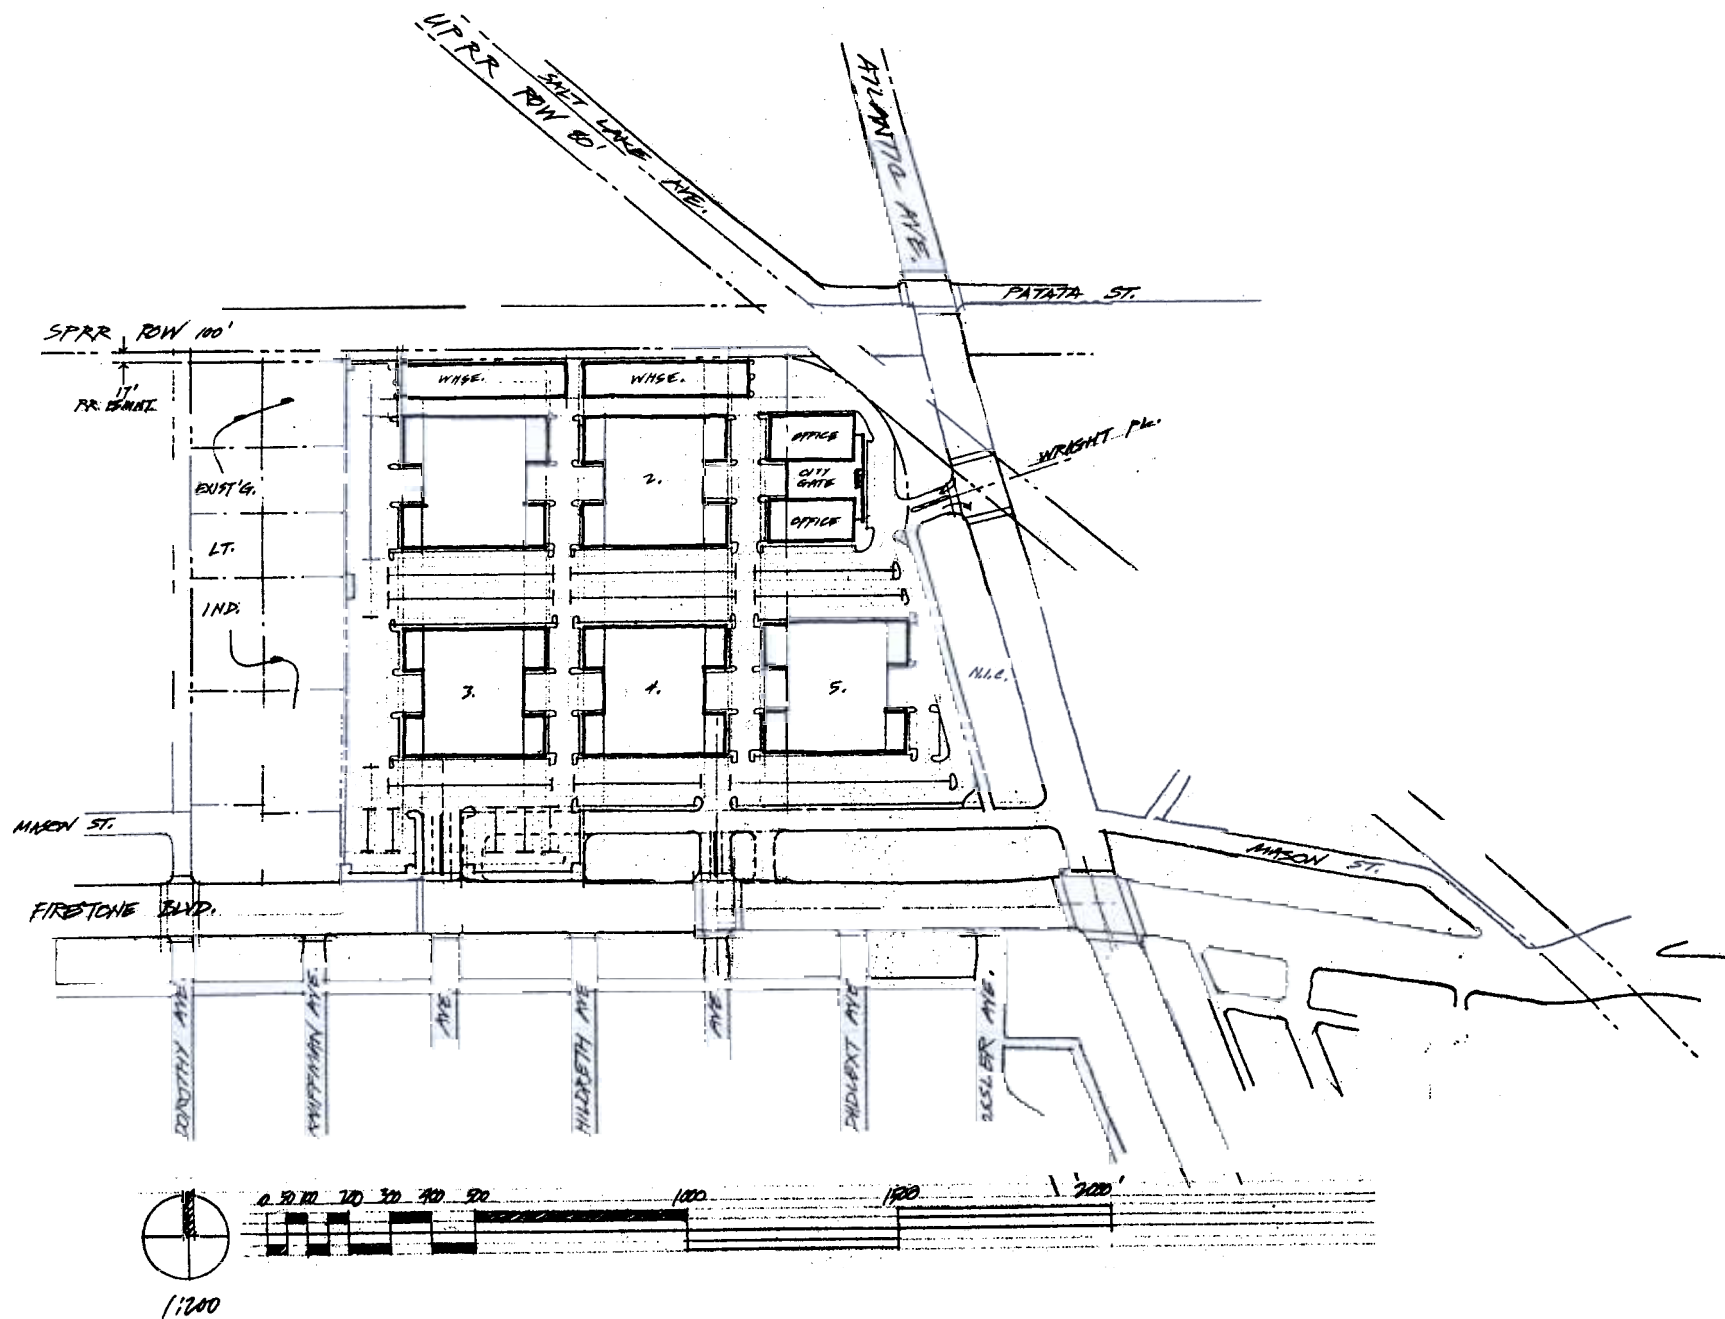 UPRR ROW 80'
SALT LAKE AVE.
ATLANTIC AVE.
PATATA ST.
SPRR ROW 100'
17'
RR. ESMNT.
WHSE.
WHSE.
OFFICE
CITY
GATE
OFFICE
WRIGHT PL.
EXIST'G.
LT.
IND.
2.
3.
4.
5.
N.I.C.
MASON ST.
MASON ST.
FIRESTONE BLVD.
DOROTHY AVE.
KAUFFMAN AVE.
AVE
HILDRETH AVE
AVE
AVE
AVE.
0 50 100 200 300 400 500 1000 1500 2000'
1:200